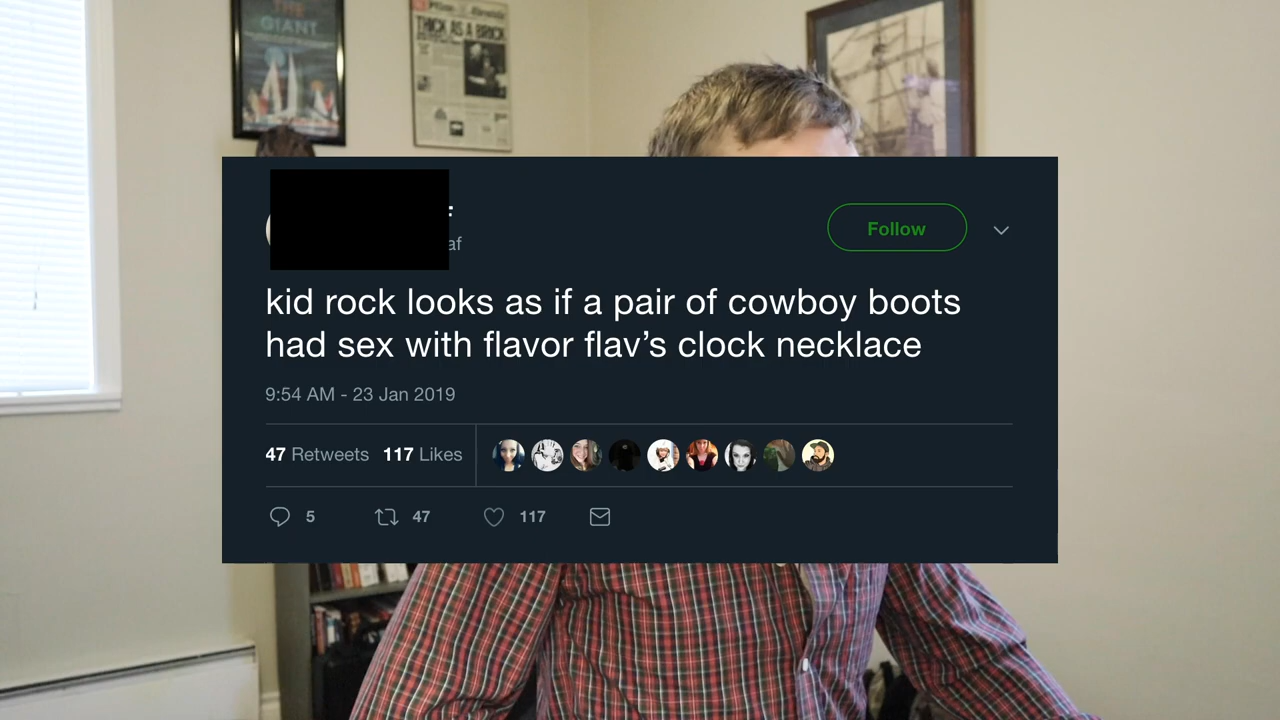 THE
GIANT
THICK AS A BRICK
af
Follow
kid rock looks as if a pair of cowboy boots
had sex with flavor flav’s clock necklace
9:54 AM - 23 Jan 2019
47 Retweets 117 Likes
5 47 117